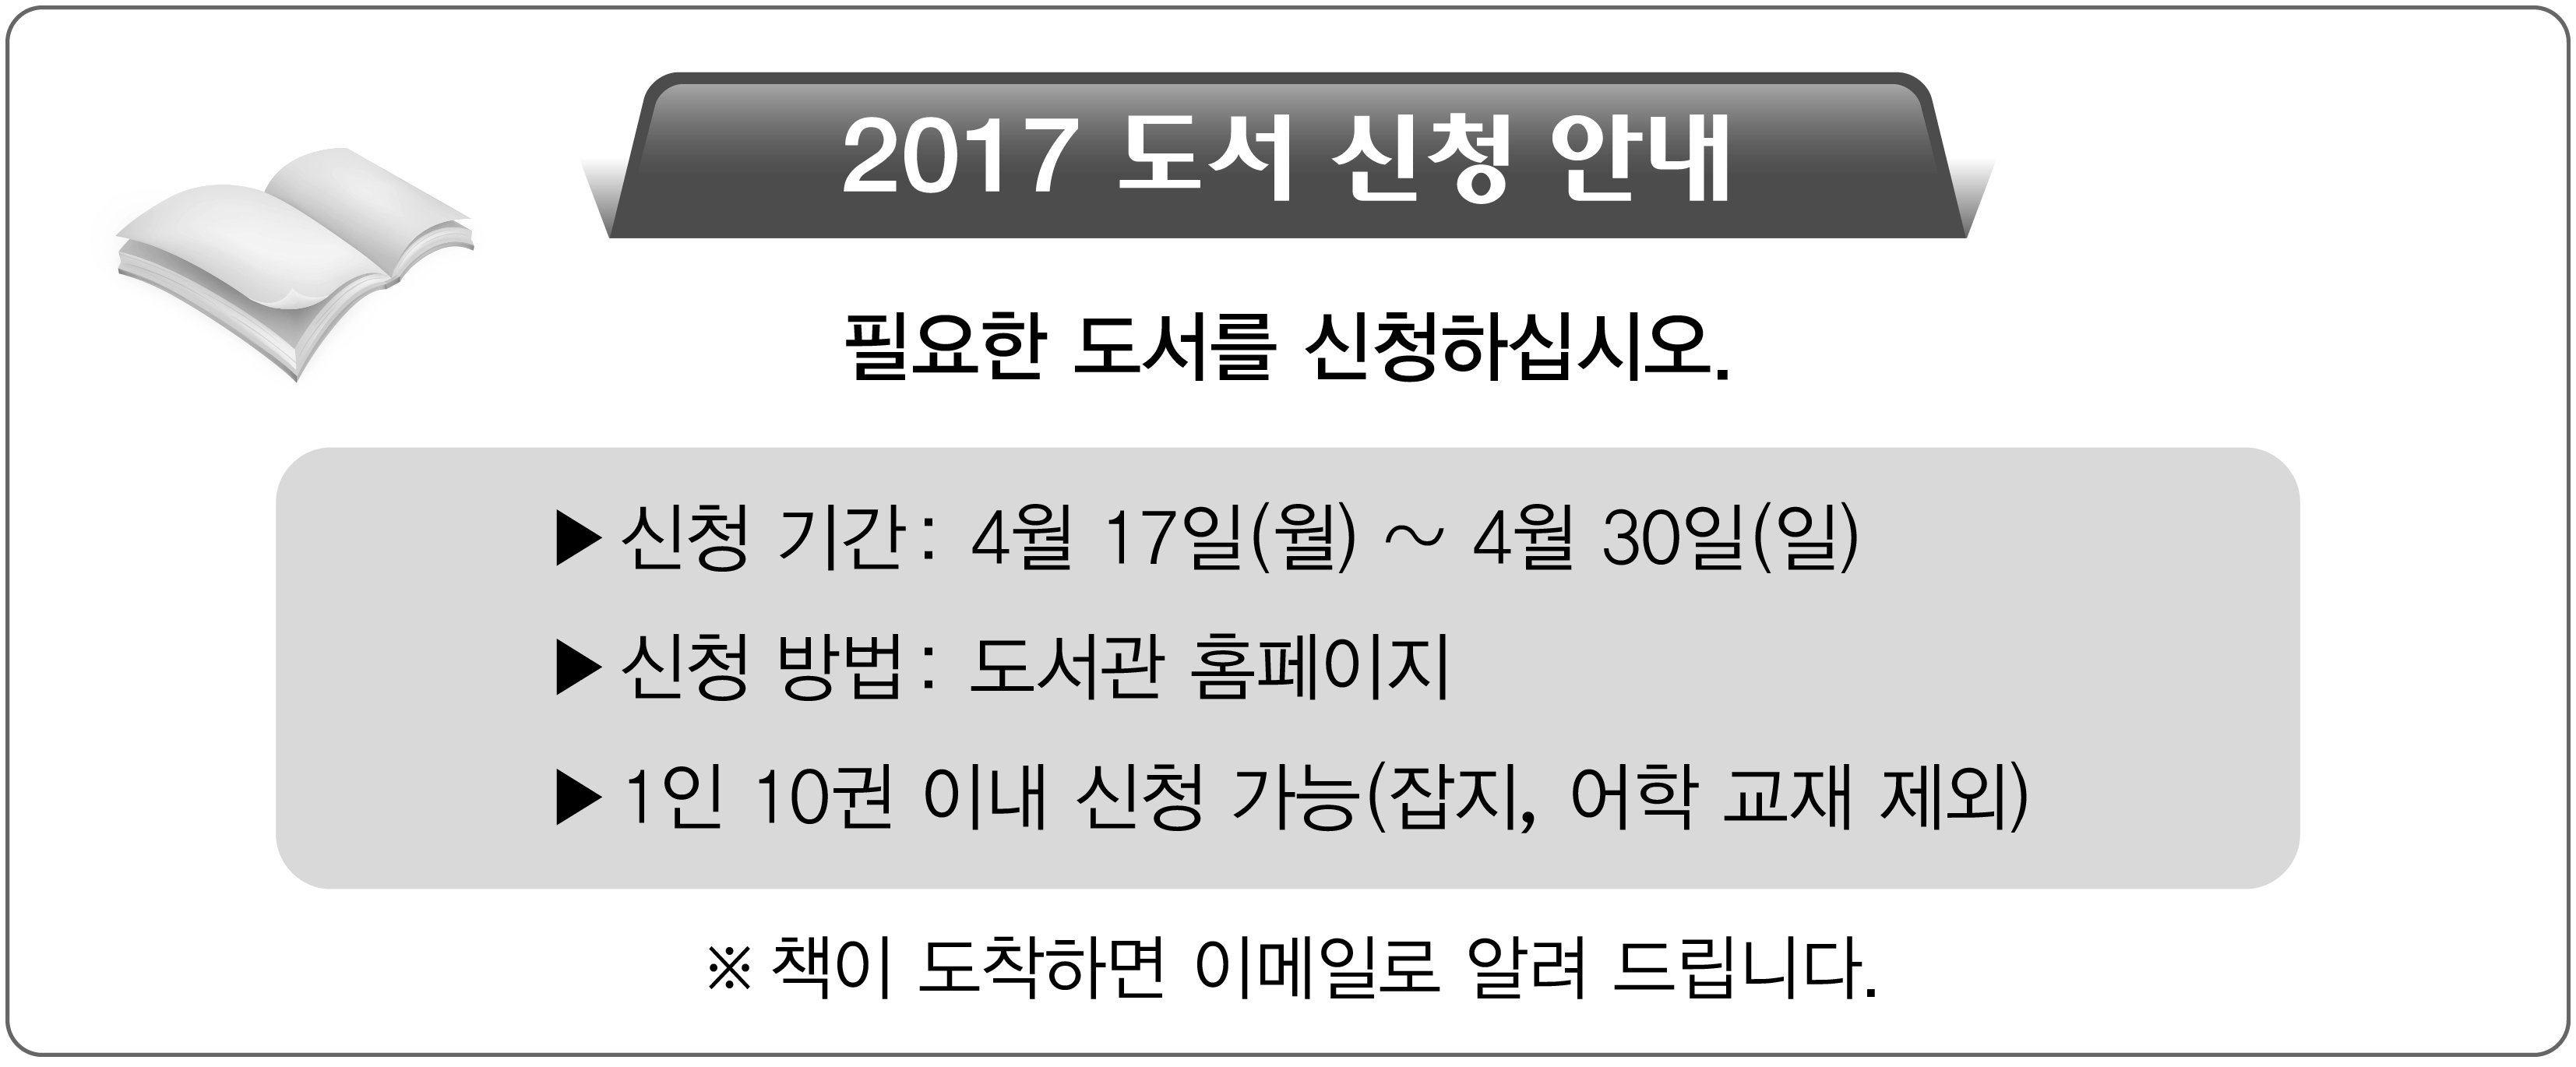 2017 도서 신청 안내
필요한 도서를 신청하십시오.
▶신청 기간: 4월 17일(월) ~ 4월 30일(일)
▶신청 방법: 도서관 홈페이지
▶1인 10권 이내 신청 가능(잡지, 어학 교재 제외)
※ 책이 도착하면 이메일로 알려 드립니다.